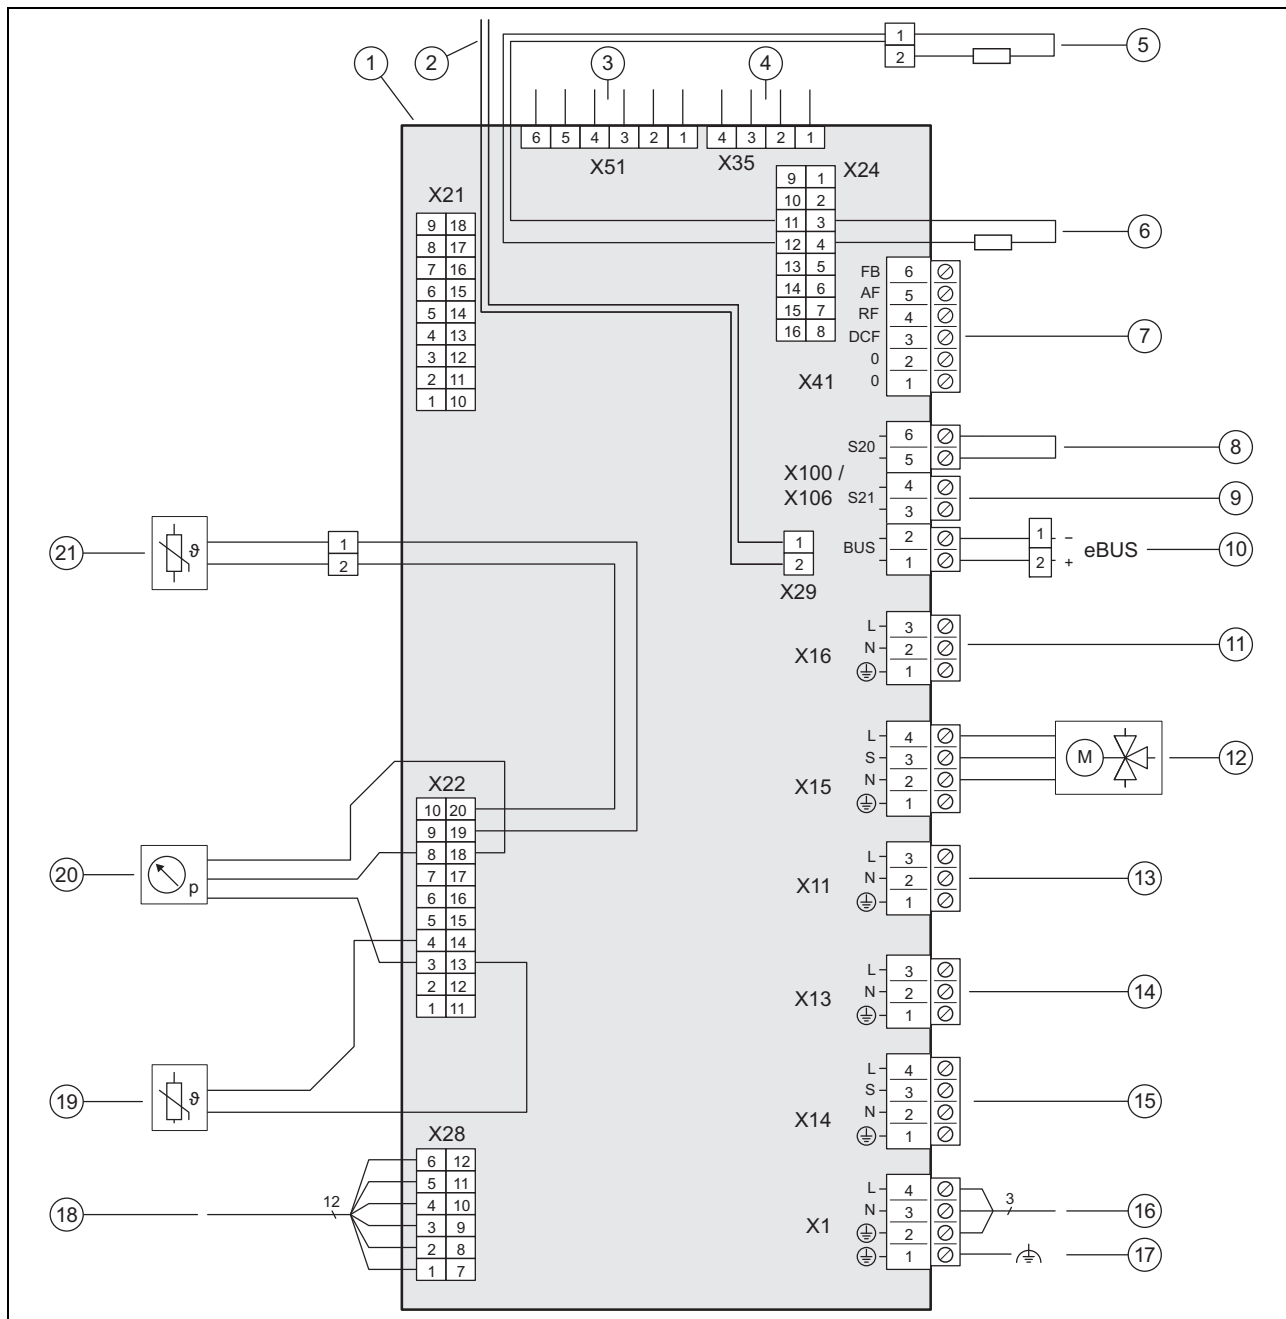 1
2
3
4
5
1
2
6 5 4 3 2 1
4 3 2 1
X51
X35
X24
9 1
10 2
11 3
12 4
13 5
14 6
15 7
16 8
6
X21
9 18
8 17
7 16
6 15
5 14
4 13
3 12
2 11
1 10
FB 6
AF 5
RF 4
DCF 3
0 2
0 1
X41
7
S20 6
5
8
X100 /
X106
S21 4
3
9
BUS 2
1
1 –
2 +
eBUS
10
1
2
X29
21
1
2
ϑ
X16
L 3
N 2
1
11
X15
L 4
S 3
N 2
1
M
12
X22
10 20
9 19
8 18
7 17
6 16
5 15
4 14
3 13
2 12
1 11
20
p
X11
L 3
N 2
1
13
X13
L 3
N 2
1
14
19
ϑ
X14
L 4
S 3
N 2
1
15
X28
6 12
5 11
4 10
3 9
2 8
1 7
18
12
X1
L 4
N 3
2
1
3
16
17